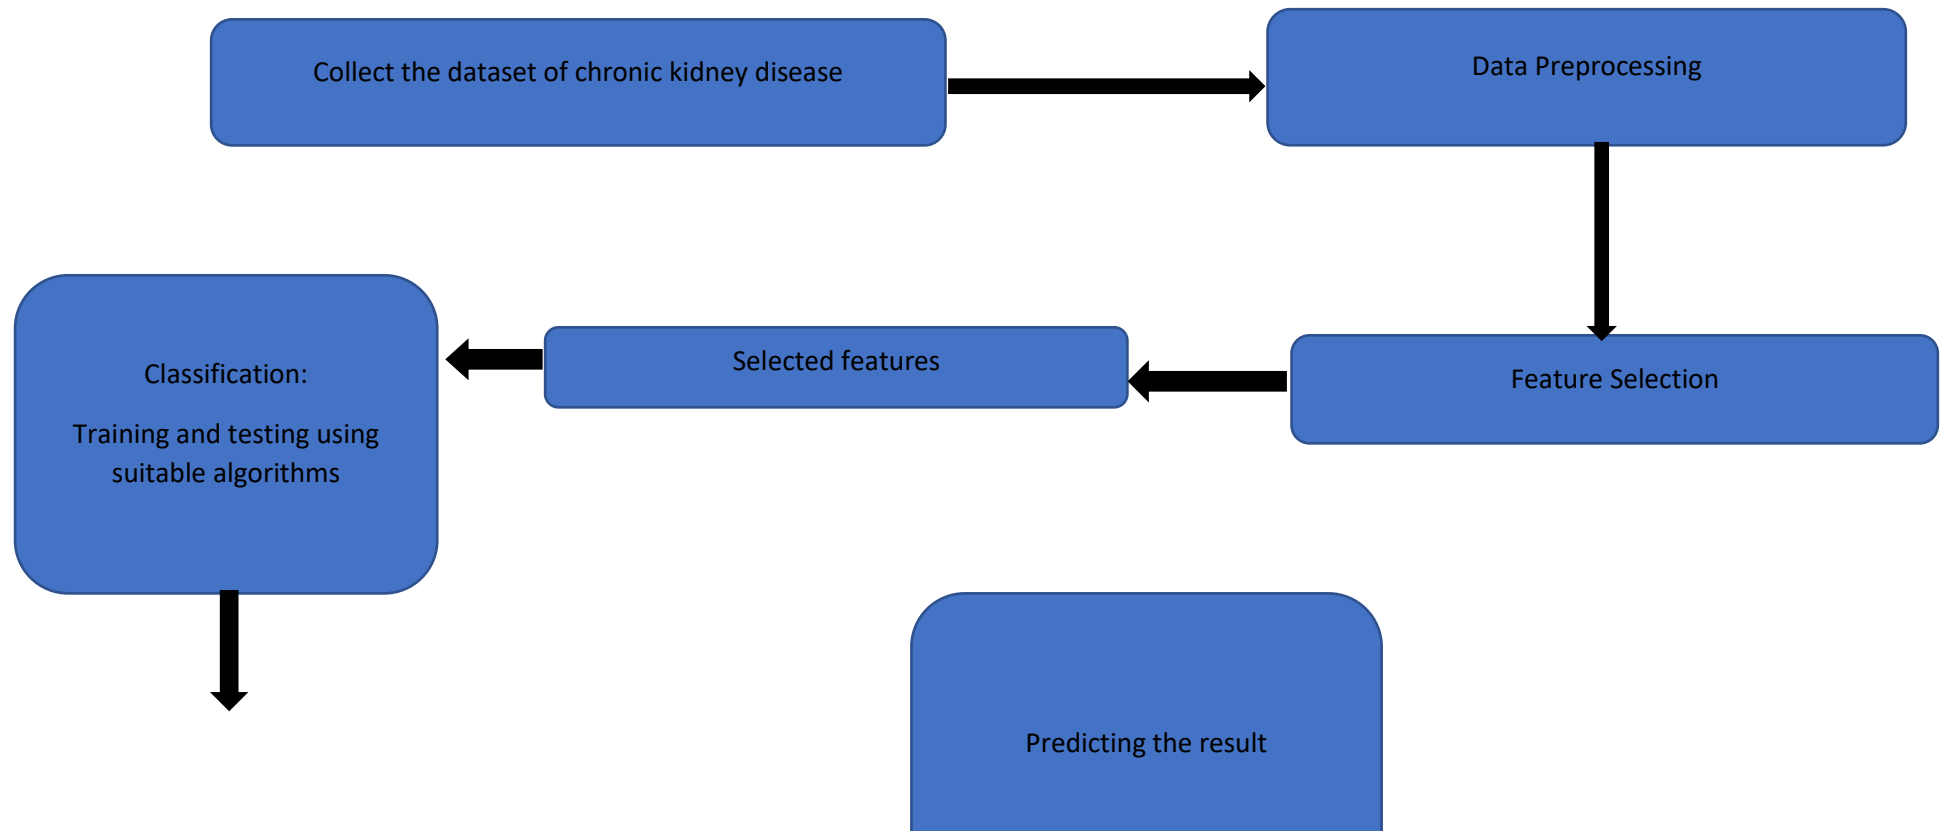 Collect the dataset of chronic kidney disease
Data Preprocessing
Feature Selection
Selected features
Classification:
Training and testing using
suitable algorithms
Predicting the result